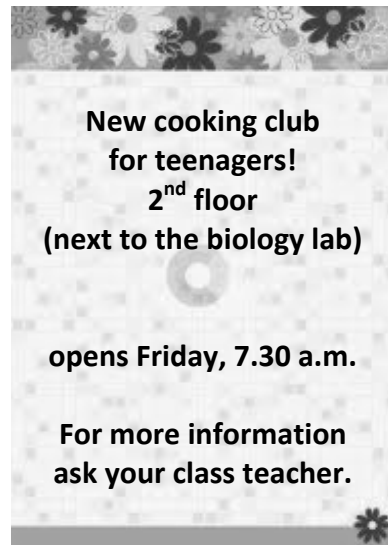 New cooking club
for teenagers!
2nd floor
(next to the biology lab)
opens Friday, 7.30 a.m.
For more information
ask your class teacher.